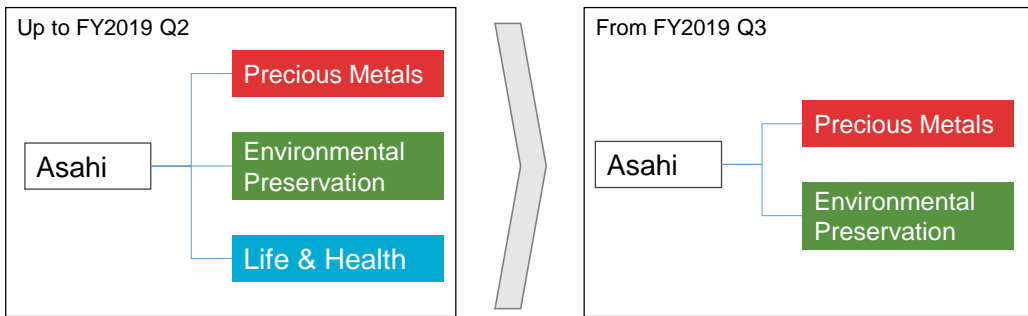 Up to FY2019 Q2
Precious Metals
Asahi
Environmental
Preservation
Life & Health
From FY2019 Q3
Precious Metals
Asahi
Environmental
Preservation